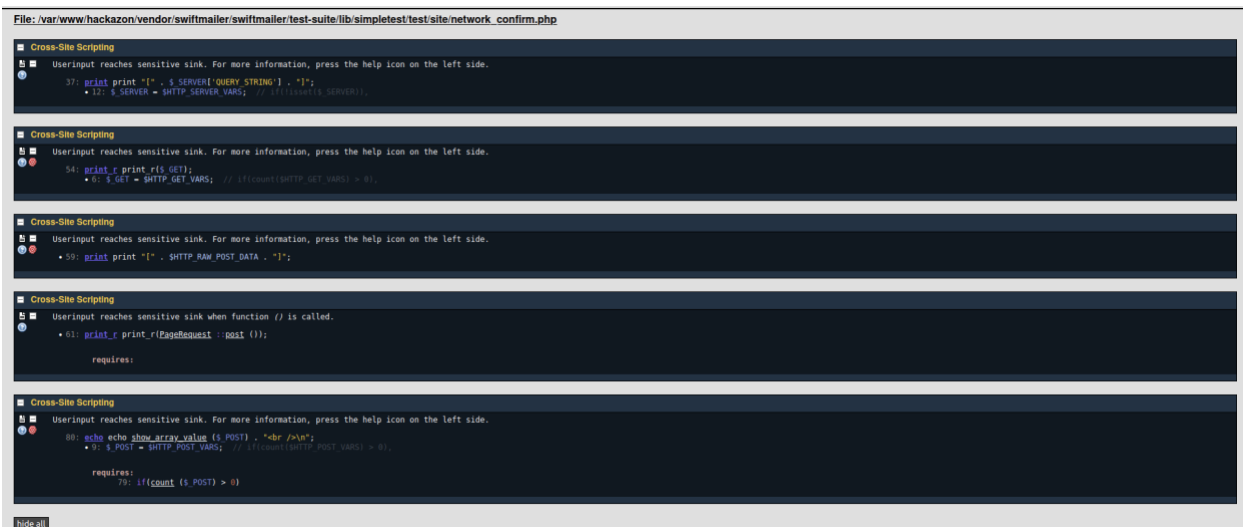 File: /var/www/hackazon/vendor/swiftmailer/swiftmailer/test-suite/lib/simpletest/test/site/network_confirm.php
Cross-Site Scripting
Userinput reaches sensitive sink. For more information, press the help icon on the left side.
37: print print "[" . $_SERVER['QUERY_STRING'] . "]";
• 12: $_SERVER = $HTTP_SERVER_VARS; // if(!isset($_SERVER)),
Cross-Site Scripting
Userinput reaches sensitive sink. For more information, press the help icon on the left side.
54: print_r print_r($_GET);
• 6: $_GET = $HTTP_GET_VARS; // if(count($HTTP_GET_VARS) > 0),
Cross-Site Scripting
Userinput reaches sensitive sink. For more information, press the help icon on the left side.
• 59: print print "[" . $HTTP_RAW_POST_DATA . "]";
Cross-Site Scripting
Userinput reaches sensitive sink when function () is called.
• 61: print_r print_r(PageRequest ::post ());
requires:
Cross-Site Scripting
Userinput reaches sensitive sink. For more information, press the help icon on the left side.
80: echo echo show_array_value ($_POST) . "<br />\n";
• 9: $_POST = $HTTP_POST_VARS; // if(count($HTTP_POST_VARS) > 0),
requires:
79: if(count ($_POST) > 0)
hide all